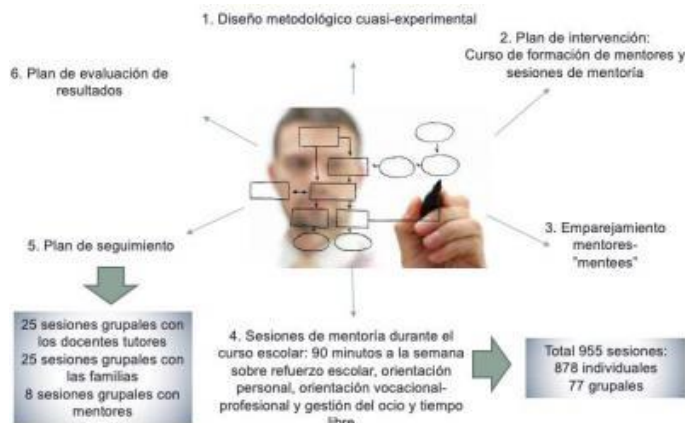 1. Diseño metodológico cuasi-experimental
2. Plan de intervención:
Curso de formación de mentores y
sesiones de mentoría
3. Emparejamiento
mentores-
"mentees"
4. Sesiones de mentoría durante el
curso escolar: 90 minutos a la semana
sobre refuerzo escolar, orientación
personal, orientación vocacional-
profesional y gestión del ocio y tiempo
libre
Total 955 sesiones:
878 individuales
77 grupales
5. Plan de seguimiento
25 sesiones grupales con
los docentes tutores
25 sesiones grupales con
las familias
8 sesiones grupales con
mentores
6. Plan de evaluación de
resultados